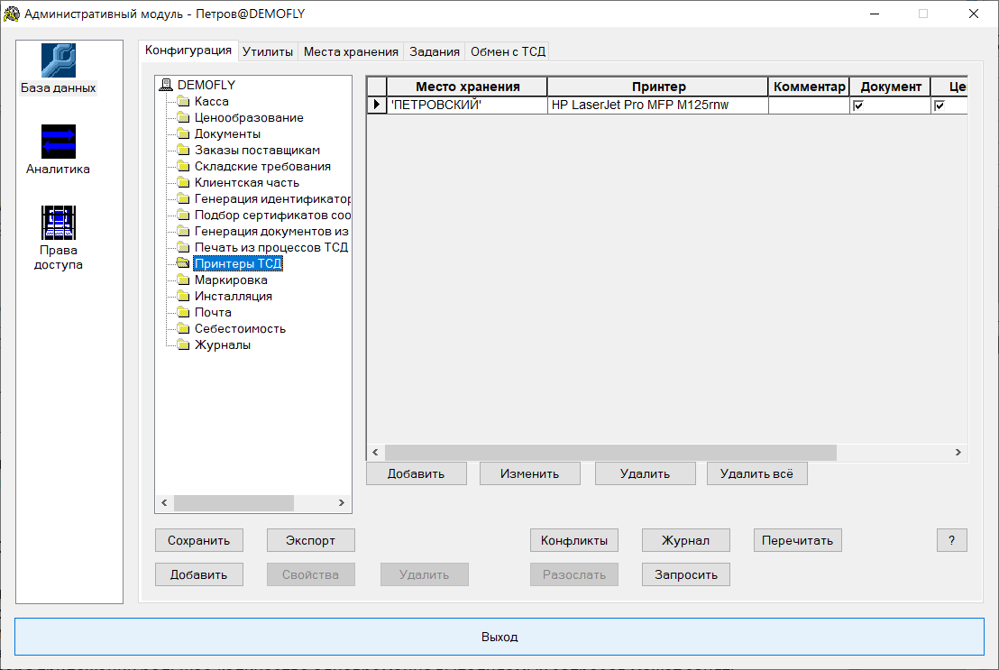 Административный модуль - Петров@DEMOFLY
База данных
Аналитика
Права
доступа
Конфигурация Утилиты Места хранения Задания Обмен с ТСД
DEMOFLY
Касса
Ценообразование
Документы
Заказы поставщикам
Складские требования
Клиентская часть
Генерация идентификатор
Подбор сертификатов соо
Генерация документов из
Печать из процессов ТСД
Принтеры ТСД
Маркировка
Инсталляция
Почта
Себестоимость
Журналы
Место хранения Принтер Комментар Документ Це
'ПЕТРОВСКИЙ' HP LaserJet Pro MFP M125rnw
Добавить Изменить Удалить Удалить всё
Сохранить Экспорт Конфликты Журнал Перечитать ?
Добавить Свойства Удалить Разослать Запросить
Выход